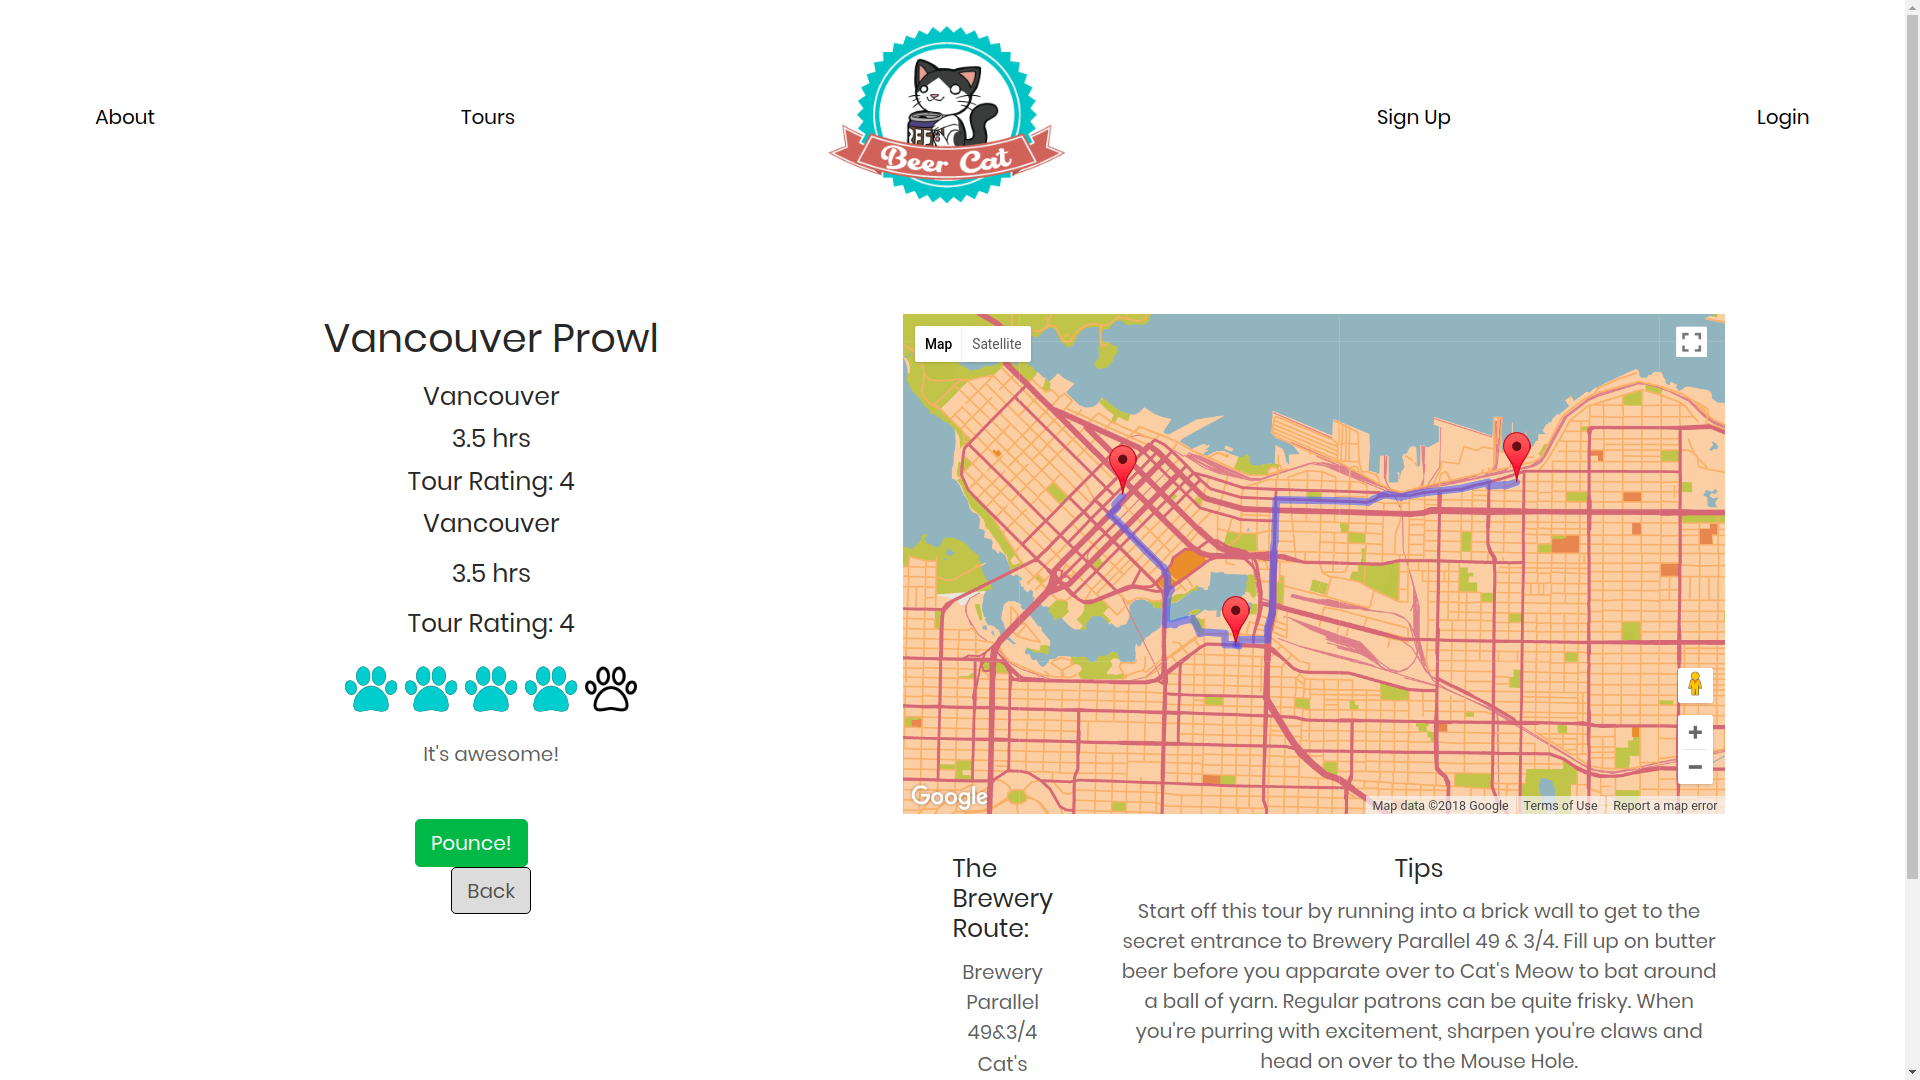 About
Tours
BEER
Beer Cat
Sign Up
Login
Vancouver Prowl
Vancouver
3.5 hrs
Tour Rating: 4
Vancouver
3.5 hrs
Tour Rating: 4
It's awesome!
Pounce!
Back
Map
Satellite
Google
Map data ©2018 Google
Terms of Use
Report a map error
The
Brewery
Route:
Brewery
Parallel
49&3/4
Cat's
Tips
Start off this tour by running into a brick wall to get to the
secret entrance to Brewery Parallel 49 & 3/4. Fill up on butter
beer before you apparate over to Cat's Meow to bat around
a ball of yarn. Regular patrons can be quite frisky. When
you're purring with excitement, sharpen you're claws and
head on over to the Mouse Hole.